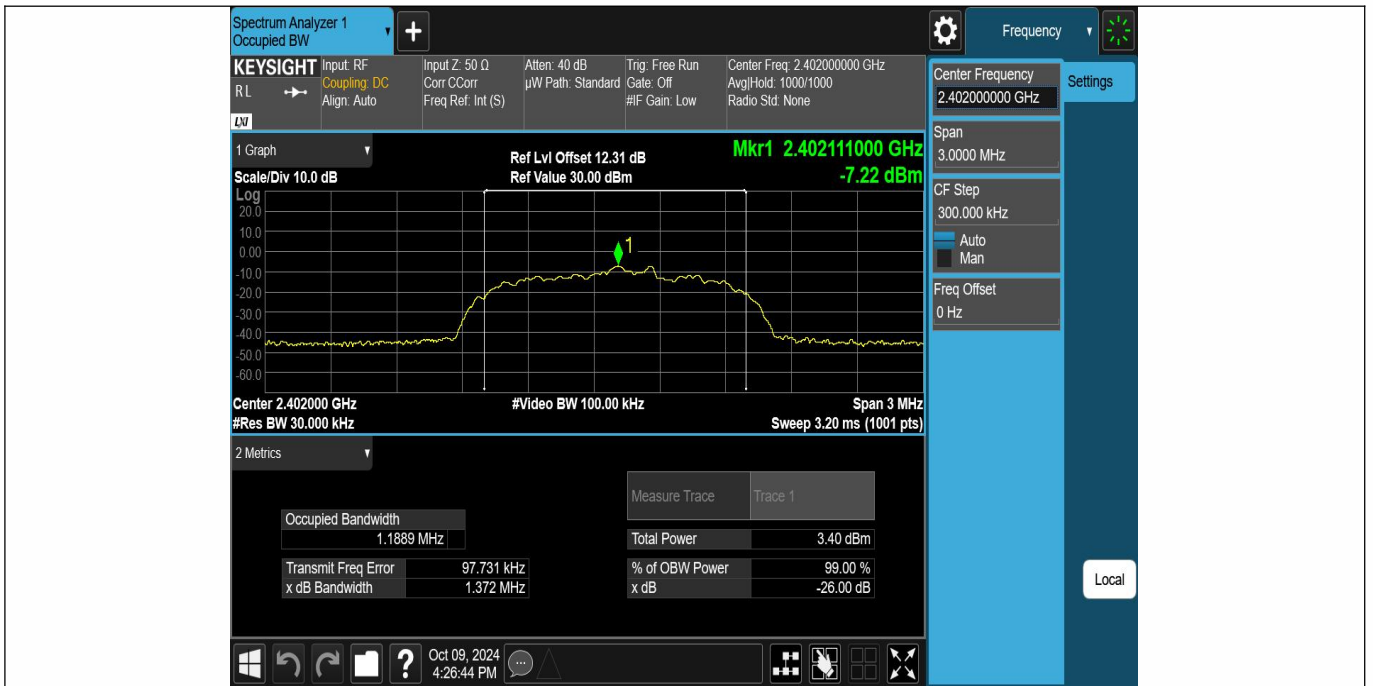 Spectrum Analyzer 1
Occupied BW
+
Frequency
KEYSIGHT
RL
LXI
Input: RF
Coupling: DC
Align: Auto
Input Z: 50 Ω
Corr CCorr
Freq Ref: Int (S)
Atten: 40 dB
µW Path: Standard
Trig: Free Run
Gate: Off
#IF Gain: Low
Center Freq: 2.402000000 GHz
Avg|Hold: 1000/1000
Radio Std: None
1 Graph
Scale/Div 10.0 dB
Ref Lvl Offset 12.31 dB
Ref Value 30.00 dBm
Mkr1 2.402111000 GHz
-7.22 dBm
Log
20.0
10.0
0.00
-10.0
-20.0
-30.0
-40.0
-50.0
-60.0
1
Center 2.402000 GHz
#Video BW 100.00 kHz
Span 3 MHz
#Res BW 30.000 kHz
Sweep 3.20 ms (1001 pts)
2 Metrics
Measure Trace Trace 1
Occupied Bandwidth
1.1889 MHz
Total Power 3.40 dBm
Transmit Freq Error 97.731 kHz
% of OBW Power 99.00 %
x dB Bandwidth 1.372 MHz
x dB -26.00 dB
?
Oct 09, 2024
4:26:44 PM
Center Frequency
2.402000000 GHz
Settings
Span
3.0000 MHz
CF Step
300.000 kHz
Auto
Man
Freq Offset
0 Hz
Local